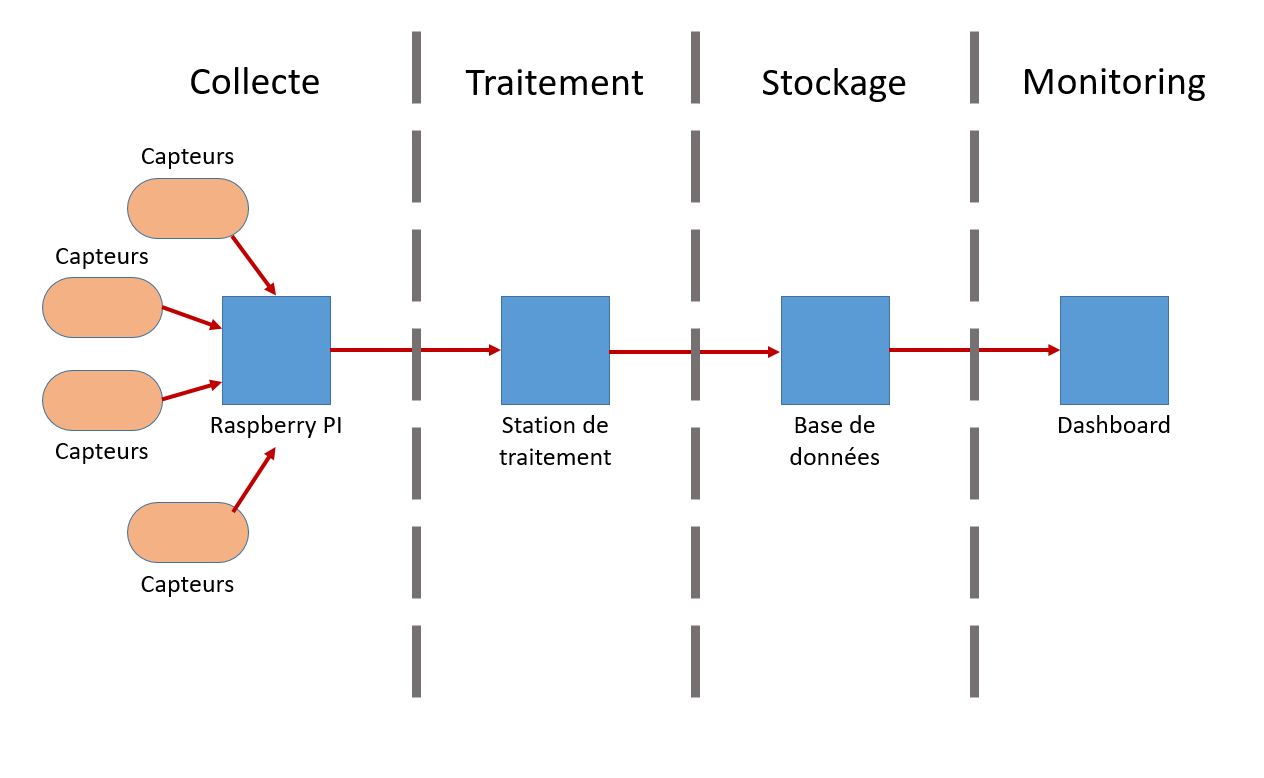 Collecte
Traitement
Stockage
Monitoring
Capteurs
Capteurs
Capteurs
Capteurs
Raspberry PI
Station de
traitement
Base de
données
Dashboard